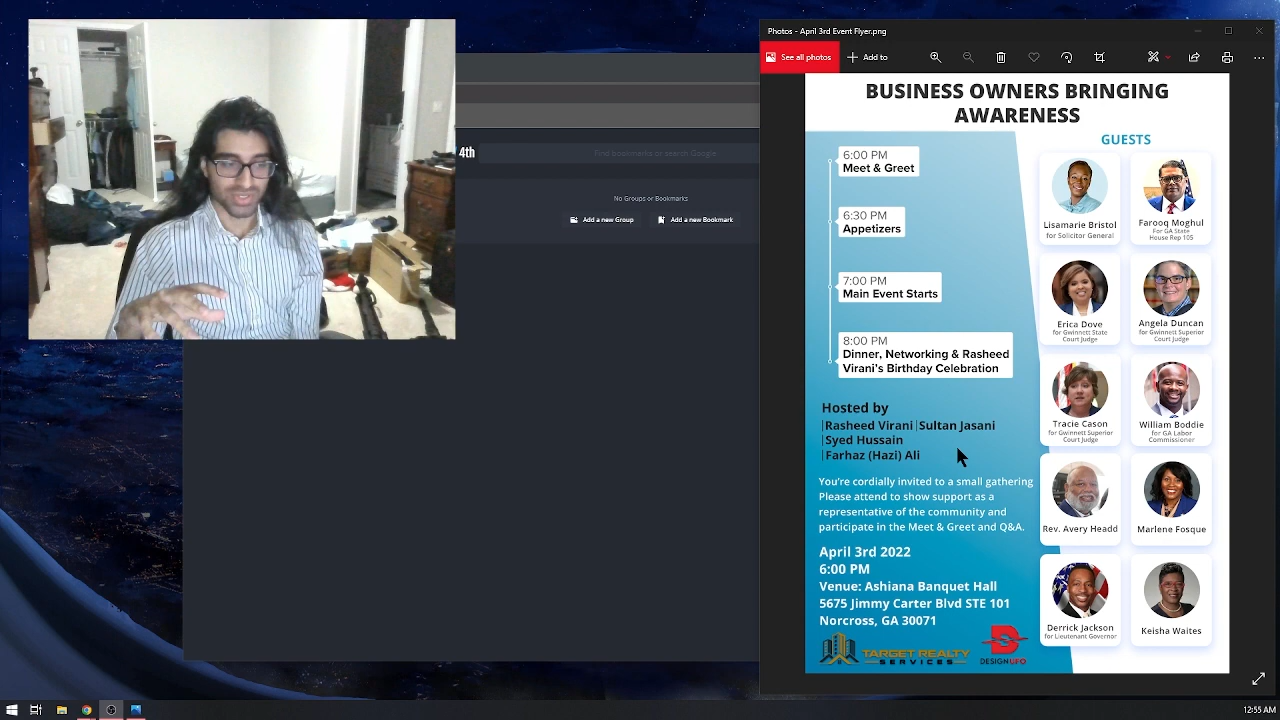 Photos - April 3rd Event Flyer.png
See all photos
Add to
4th
Find bookmarks or search Google
No Groups or Bookmarks
Add a new Group
Add a new Bookmark
BUSINESS OWNERS BRINGING
AWARENESS
6:00 PM
Meet & Greet
6:30 PM
Appetizers
7:00 PM
Main Event Starts
8:00 PM
Dinner, Networking & Rasheed
Virani's Birthday Celebration
Hosted by
|Rasheed Virani |Sultan Jasani
|Syed Hussain
|Farhaz (Hazi) Ali
You're cordially invited to a small gathering
Please attend to show support as a
representative of the community and
participate in the Meet & Greet and Q&A.
April 3rd 2022
6:00 PM
Venue: Ashiana Banquet Hall
5675 Jimmy Carter Blvd STE 101
Norcross, GA 30071
TARGET REALTY
SERVICES
DESIGNUFO
GUESTS
Lisamarie Bristol
for Solicitor General
Farooq Moghul
For GA State
House Rep 105
Erica Dove
for Gwinnett State
Court Judge
Angela Duncan
for Gwinnett Superior
Court Judge
Tracie Cason
for Gwinnett Superior
Court Judge
William Boddie
for GA Labor
Commissioner
Rev. Avery Headd
Marlene Fosque
Derrick Jackson
for Lieutenant Governor
Keisha Waites
12:55 AM